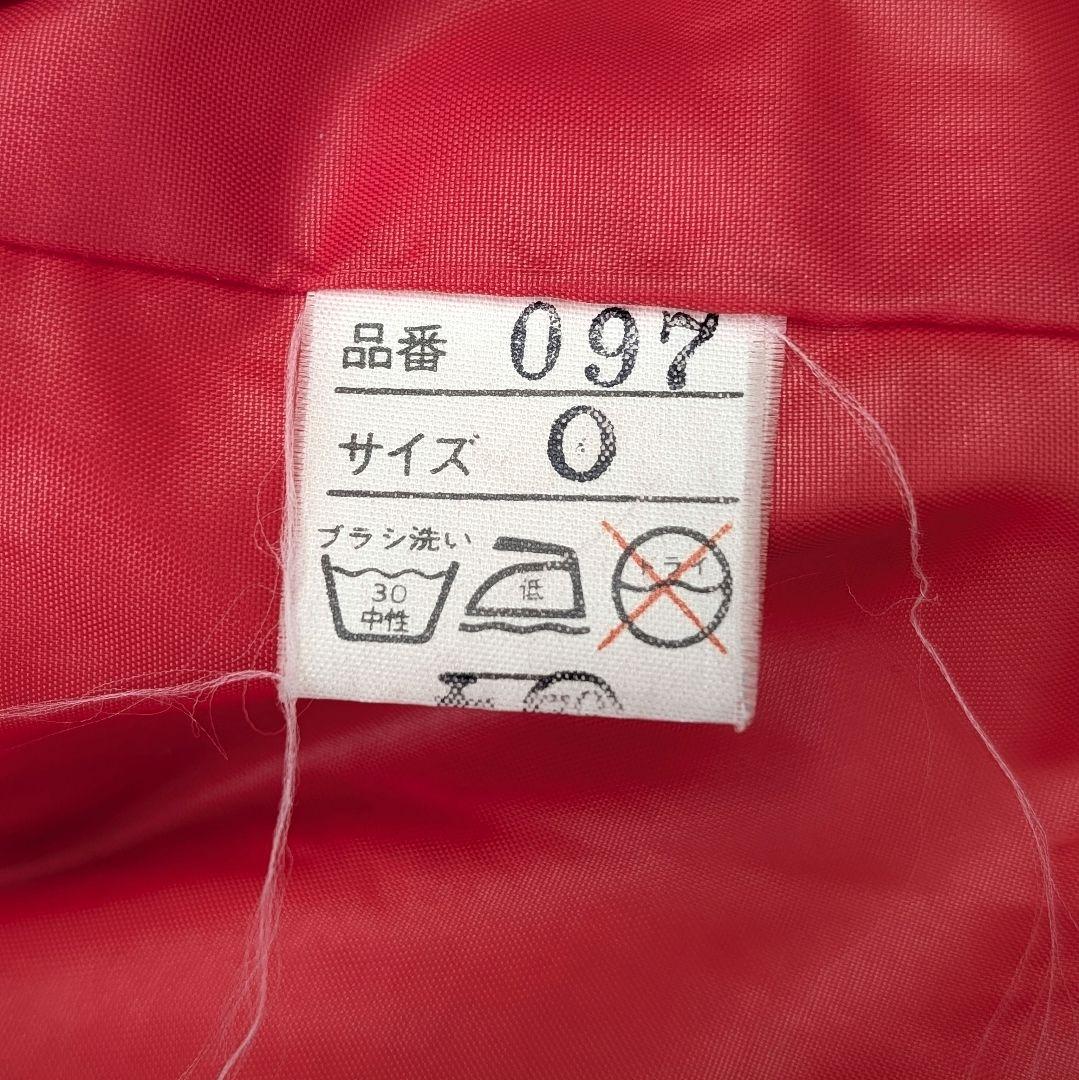 品番 097
サイズ 0
ブラシ洗い
30
中性
低
ドライ